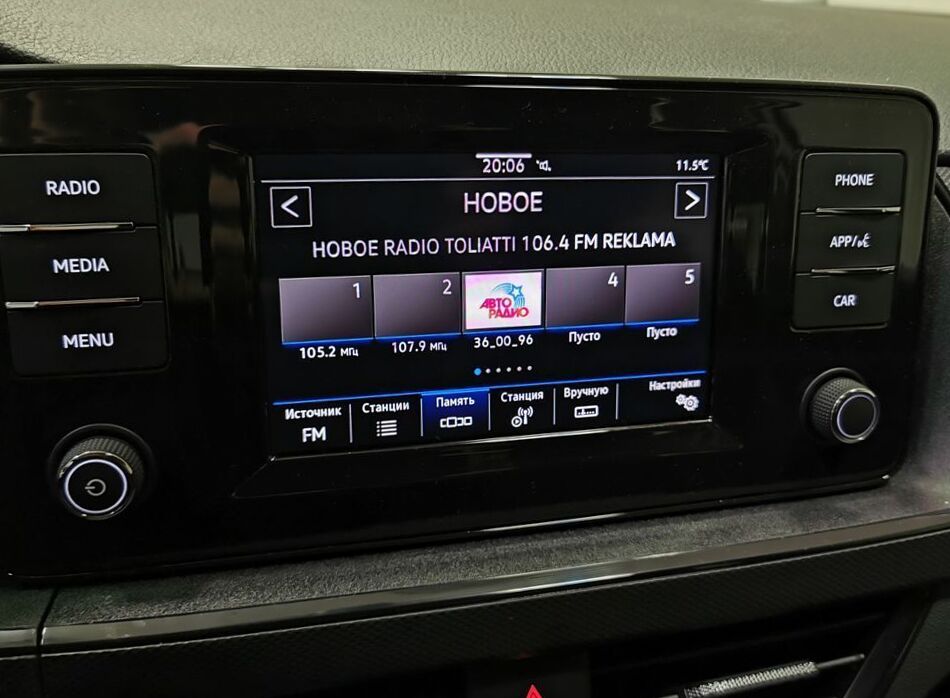 RADIO
MEDIA
MENU
20:06
11.5°C
<
НОВОЕ
>
НОВОЕ RADIO TOLIATTI 106.4 FM REKLAMA
1
2
АВТО
РАДИО
4
5
105.2 МГц
107.9 МГц
36_00_96
Пусто
Пусто
Источник
FM
Станции
Память
Станция
Вручную
Настройки
PHONE
APP/
CAR